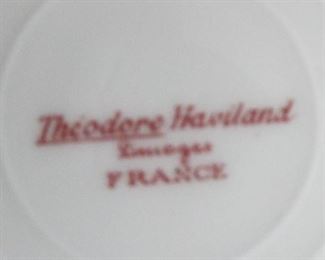 Théodore Haviland
Limoges
FRANCE